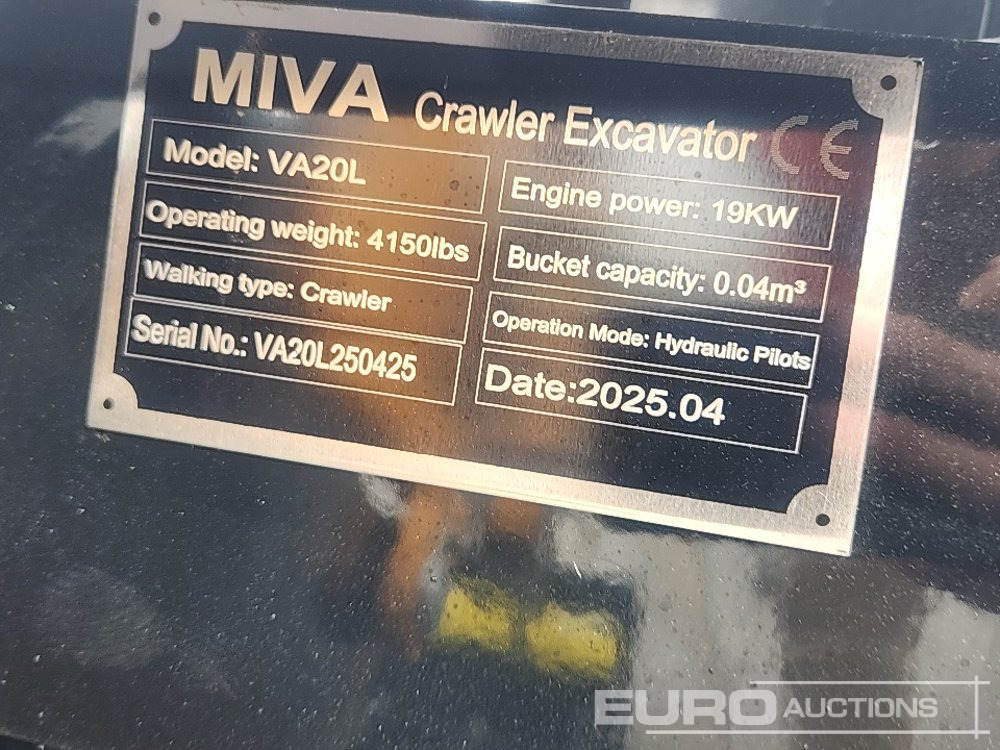 MIVA Crawler Excavator CE
Model: VA20L
Engine power: 19KW
Operating weight: 4150lbs
Bucket capacity: 0.04m³
Walking type: Crawler
Operation Mode: Hydraulic Pilots
Serial No.: VA20L250425
Date:2025.04
EURO AUCTIONS